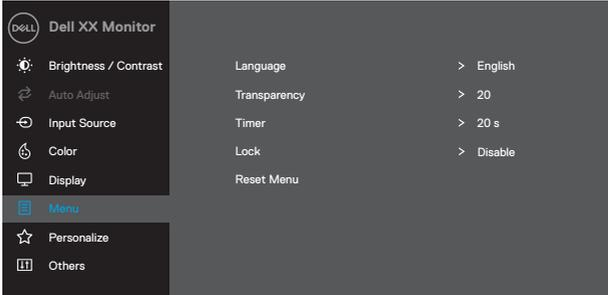 DELL Dell XX Monitor
Brightness / Contrast
Auto Adjust
Input Source
Color
Display
Menu
Personalize
Others
Language > English
Transparency > 20
Timer > 20 s
Lock > Disable
Reset Menu